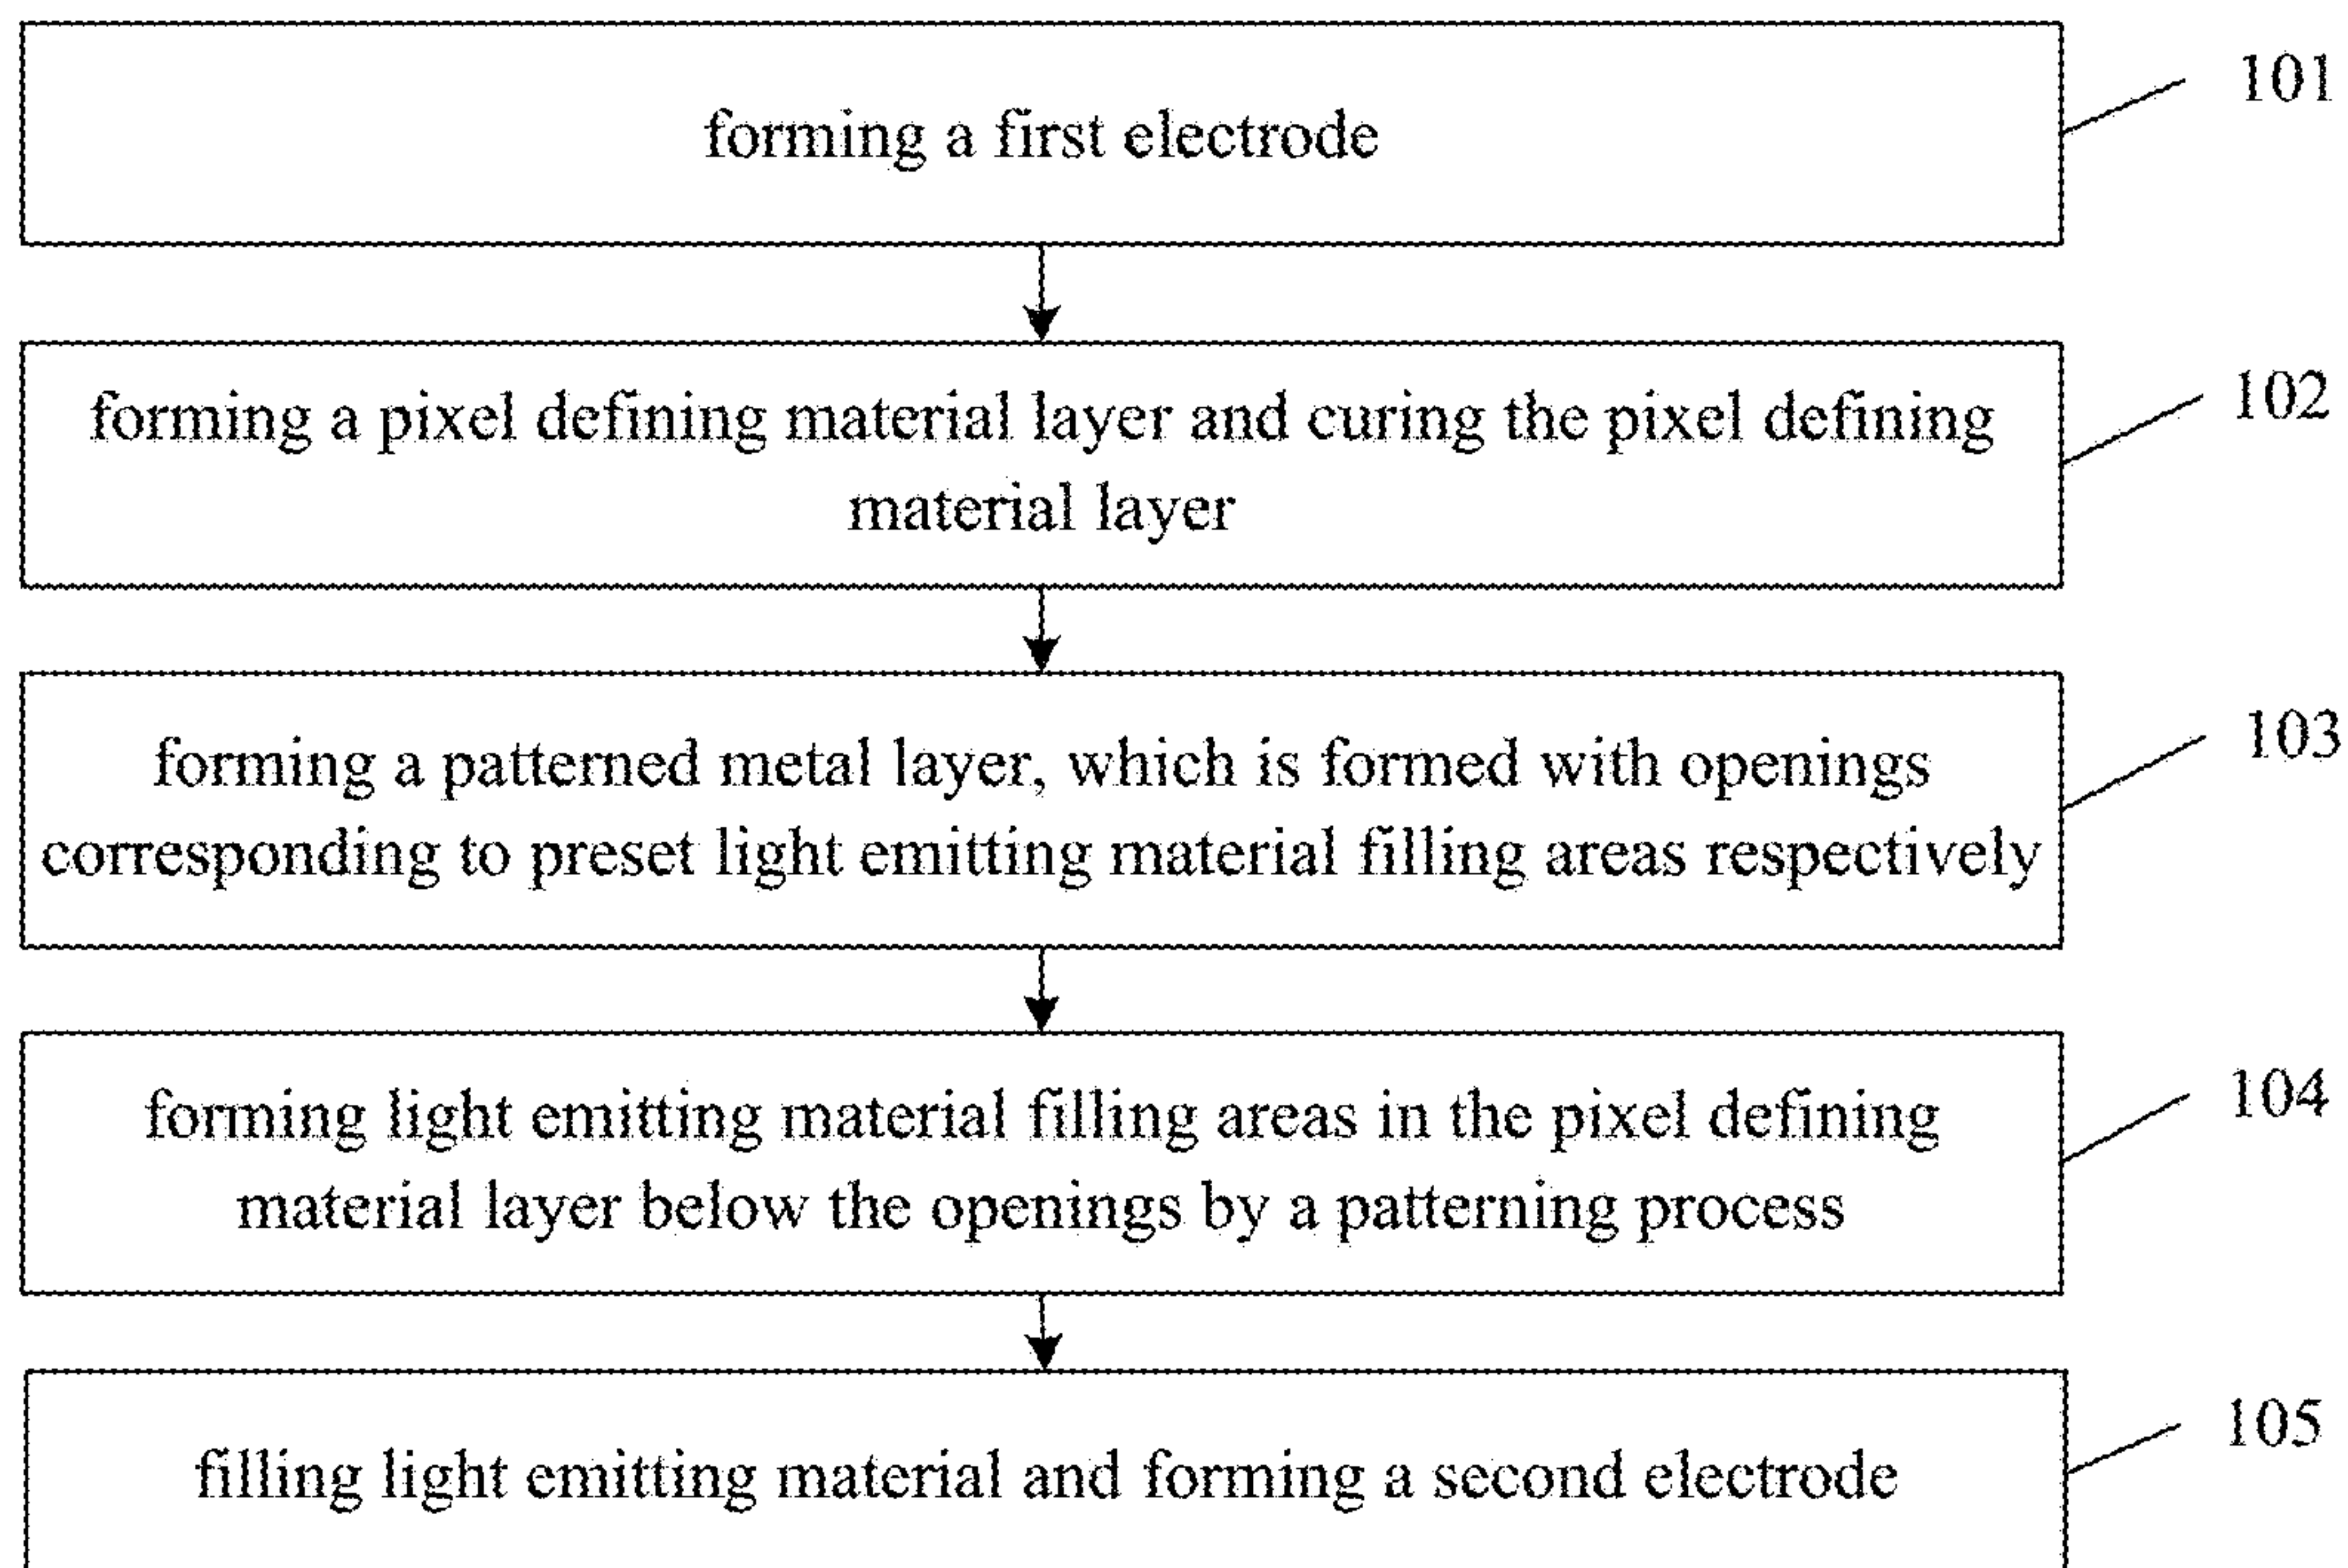 forming a first electrode
101
forming a pixel defining material layer and curing the pixel defining
material layer
102
forming a patterned metal layer, which is formed with openings
corresponding to preset light emitting material filling areas respectively
103
forming light emitting material filling areas in the pixel defining
material layer below the openings by a patterning process
104
filling light emitting material and forming a second electrode
105